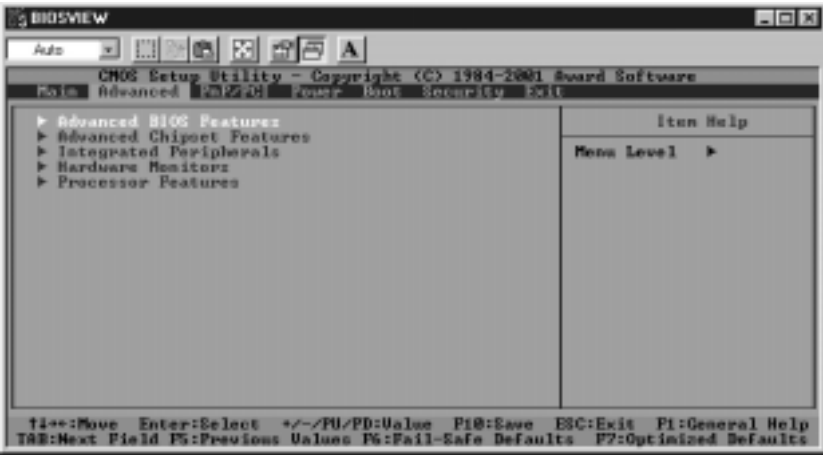 BIOSVIEW
Auto
A
CMOS Setup Utility - Copyright (C) 1984-2001 Award Software
Main Advanced PnP/PCI Power Boot Security Exit
▶ Advanced BIOS Features
▶ Advanced Chipset Features
▶ Integrated Peripherals
▶ Hardware Monitors
▶ Processor Features
Item Help
Menu Level ▶
↑↓→←:Move Enter:Select +/-/PU/PD:Value F10:Save ESC:Exit F1:General Help
TAB:Next Field F5:Previous Values F6:Fail-Safe Defaults F7:Optimized Defaults